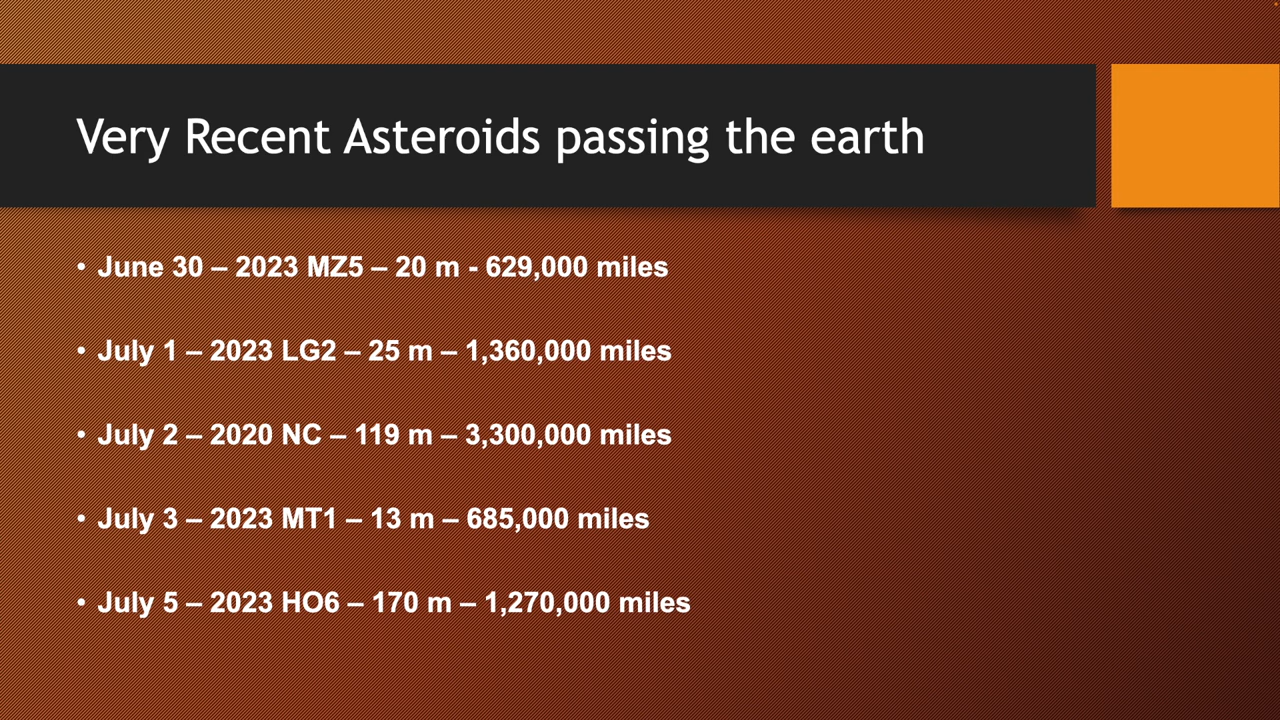 Very Recent Asteroids passing the earth
• June 30 – 2023 MZ5 – 20 m - 629,000 miles
• July 1 – 2023 LG2 – 25 m – 1,360,000 miles
• July 2 – 2020 NC – 119 m – 3,300,000 miles
• July 3 – 2023 MT1 – 13 m – 685,000 miles
• July 5 – 2023 HO6 – 170 m – 1,270,000 miles